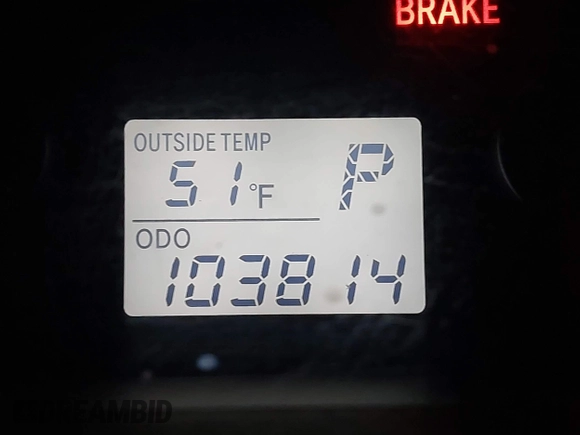 BRAKE
OUTSIDE TEMP
51°F P
ODO
103814